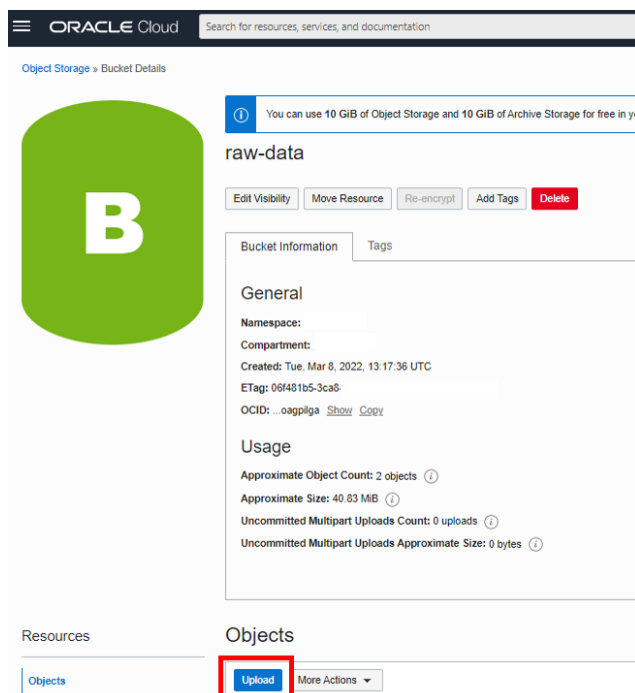 ORACLE Cloud
Search for resources, services, and documentation
Object Storage » Bucket Details
B
You can use 10 GiB of Object Storage and 10 GiB of Archive Storage for free in
raw-data
Edit Visibility Move Resource Re-encrypt Add Tags Delete
Bucket Information Tags
General
Namespace:
Compartment:
Created: Tue, Mar 8, 2022, 13:17:36 UTC
ETag: 06f481b5-3ca8-
OCID: ...oagpilga Show Copy
Usage
Approximate Object Count: 2 objects i
Approximate Size: 40.83 MiB i
Uncommitted Multipart Uploads Count: 0 uploads i
Uncommitted Multipart Uploads Approximate Size: 0 bytes i
Resources
Objects
Objects
Upload More Actions